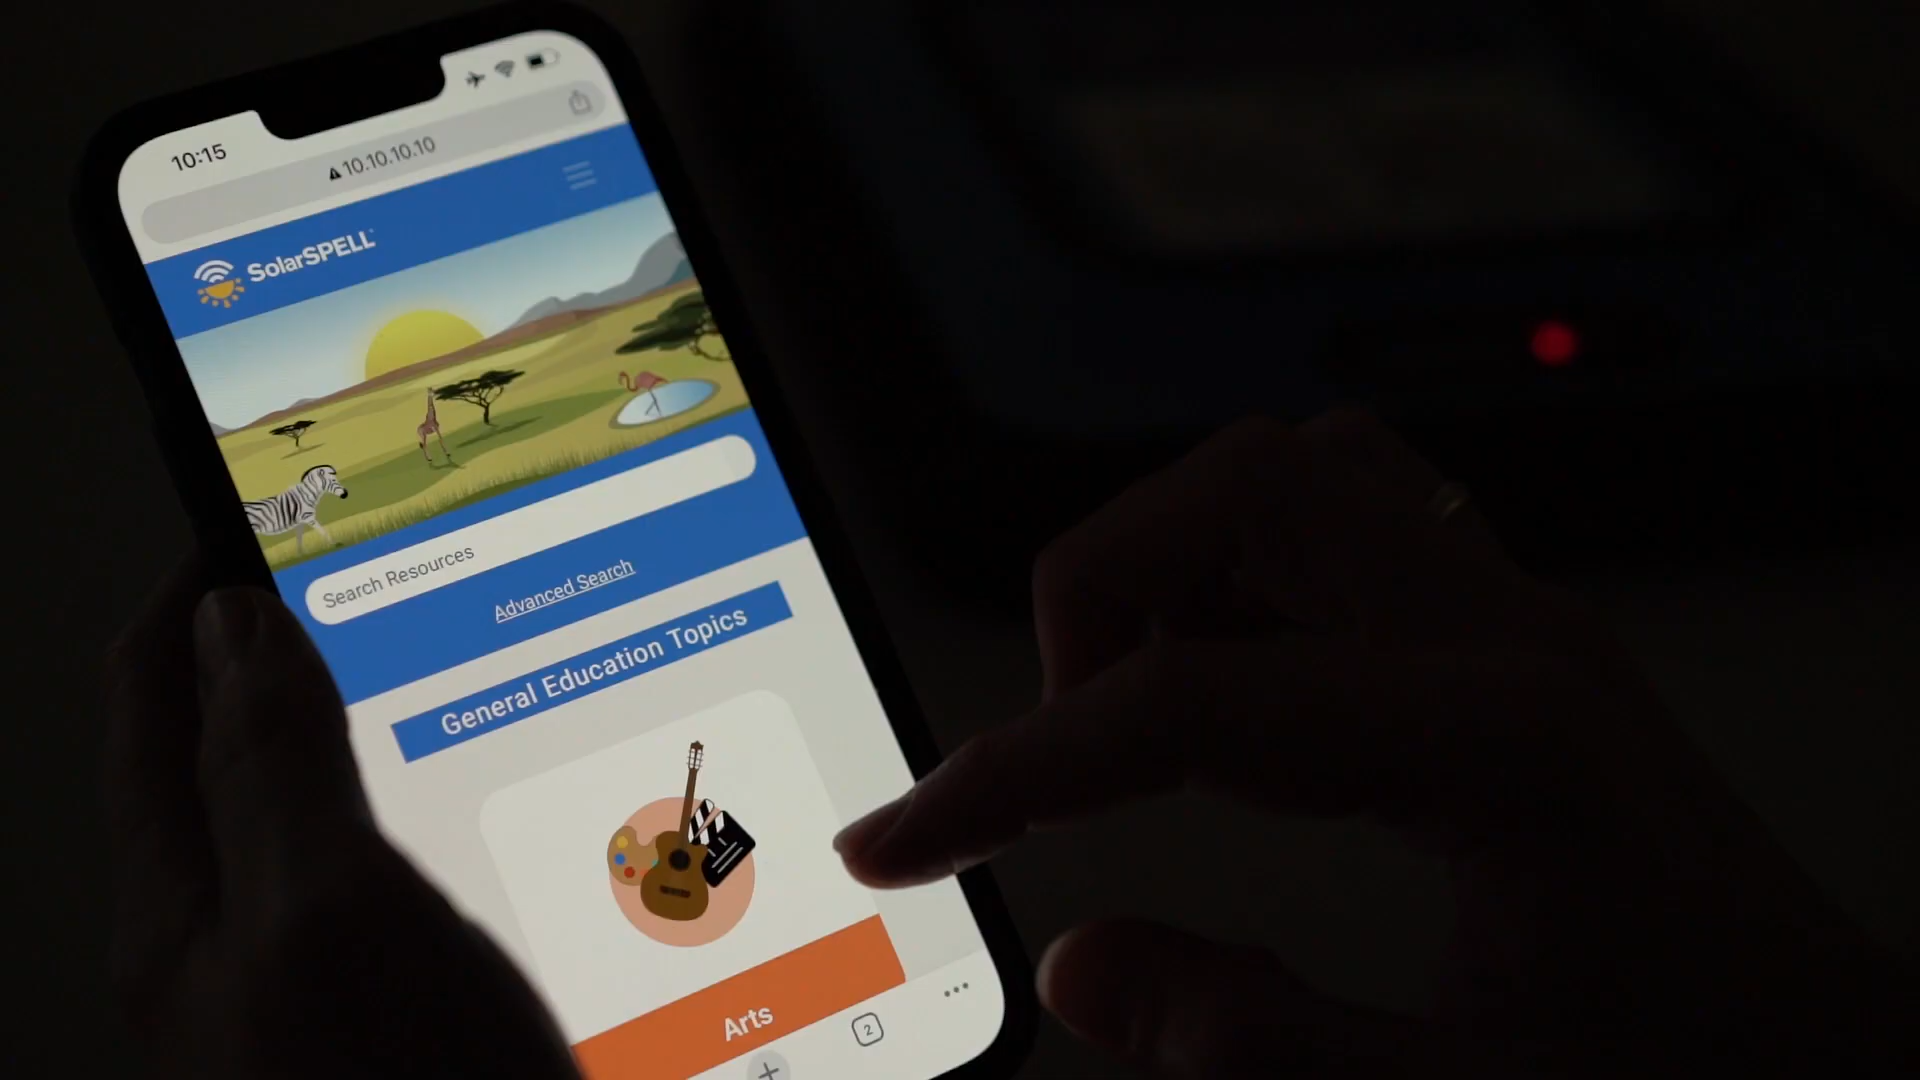 10:15
10.10.10.10
SolarSPELL
Search Resources
Advanced Search
General Education Topics
Arts
2